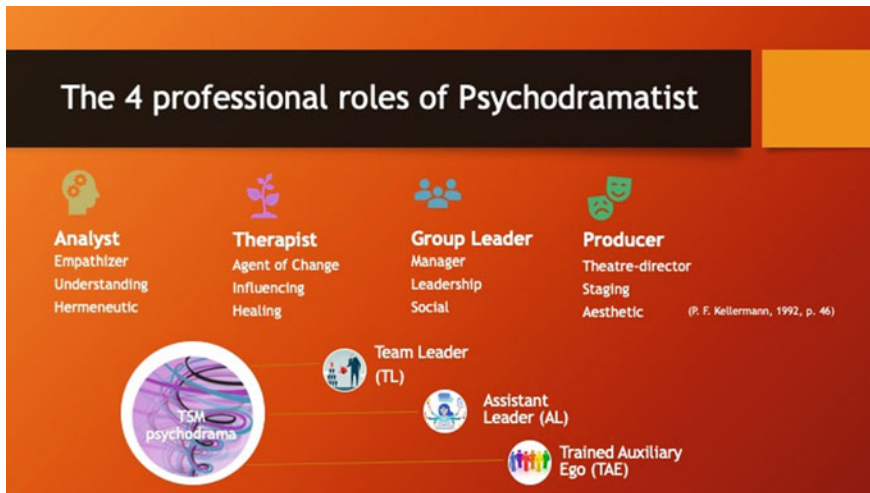 The 4 professional roles of Psychodramatist
Analyst
Empathizer
Understanding
Hermeneutic
Therapist
Agent of Change
Influencing
Healing
Group Leader
Manager
Leadership
Social
Producer
Theatre-director
Staging
Aesthetic
(P. F. Kellermann, 1992, p. 46)
TSM
psychodrama
Team Leader
(TL)
Assistant
Leader (AL)
Trained Auxiliary
Ego (TAE)